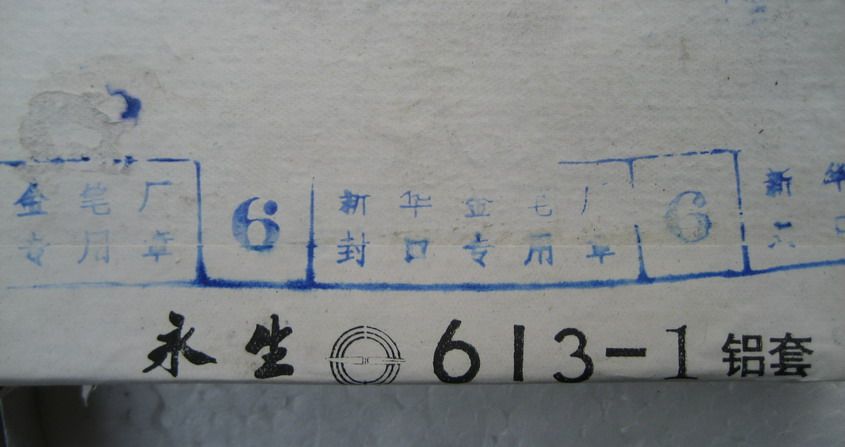 金笔厂 6 新华金笔厂 6 新华
专用章 封口专用章
永生 613-1 铝套